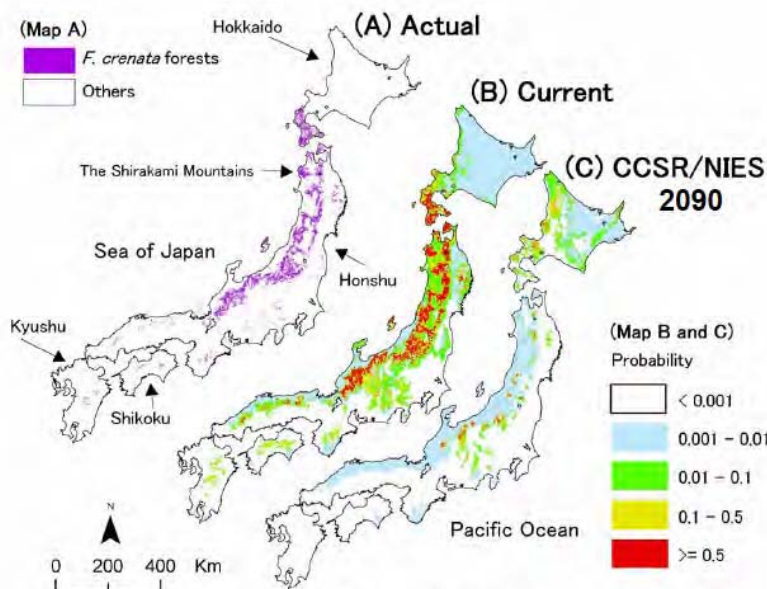 (Map A)
F. crenata forests
Others
Hokkaido
(A) Actual
(B) Current
(C) CCSR/NIES
2090
The Shirakami Mountains
Sea of Japan
Honshu
Kyushu
Shikoku
(Map B and C)
Probability
< 0.001
0.001 - 0.01
0.01 - 0.1
0.1 - 0.5
>= 0.5
Pacific Ocean
N
0 200 400 Km